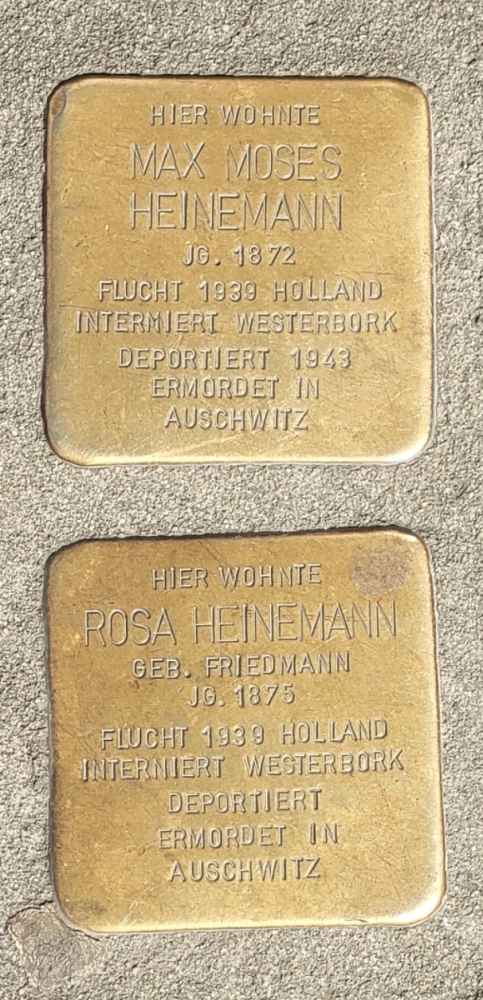 HIER WOHNTE
MAX MOSES
HEINEMANN
JG. 1872
FLUCHT 1939 HOLLAND
INTERMIERT WESTERBORK
DEPORTIERT 1943
ERMORDET IN
AUSCHWITZ
HIER WOHNTE
ROSA HEINEMANN
GEB. FRIEDMANN
JG. 1875
FLUCHT 1939 HOLLAND
INTERNIERT WESTERBORK
DEPORTIERT
ERMORDET IN
AUSCHWITZ